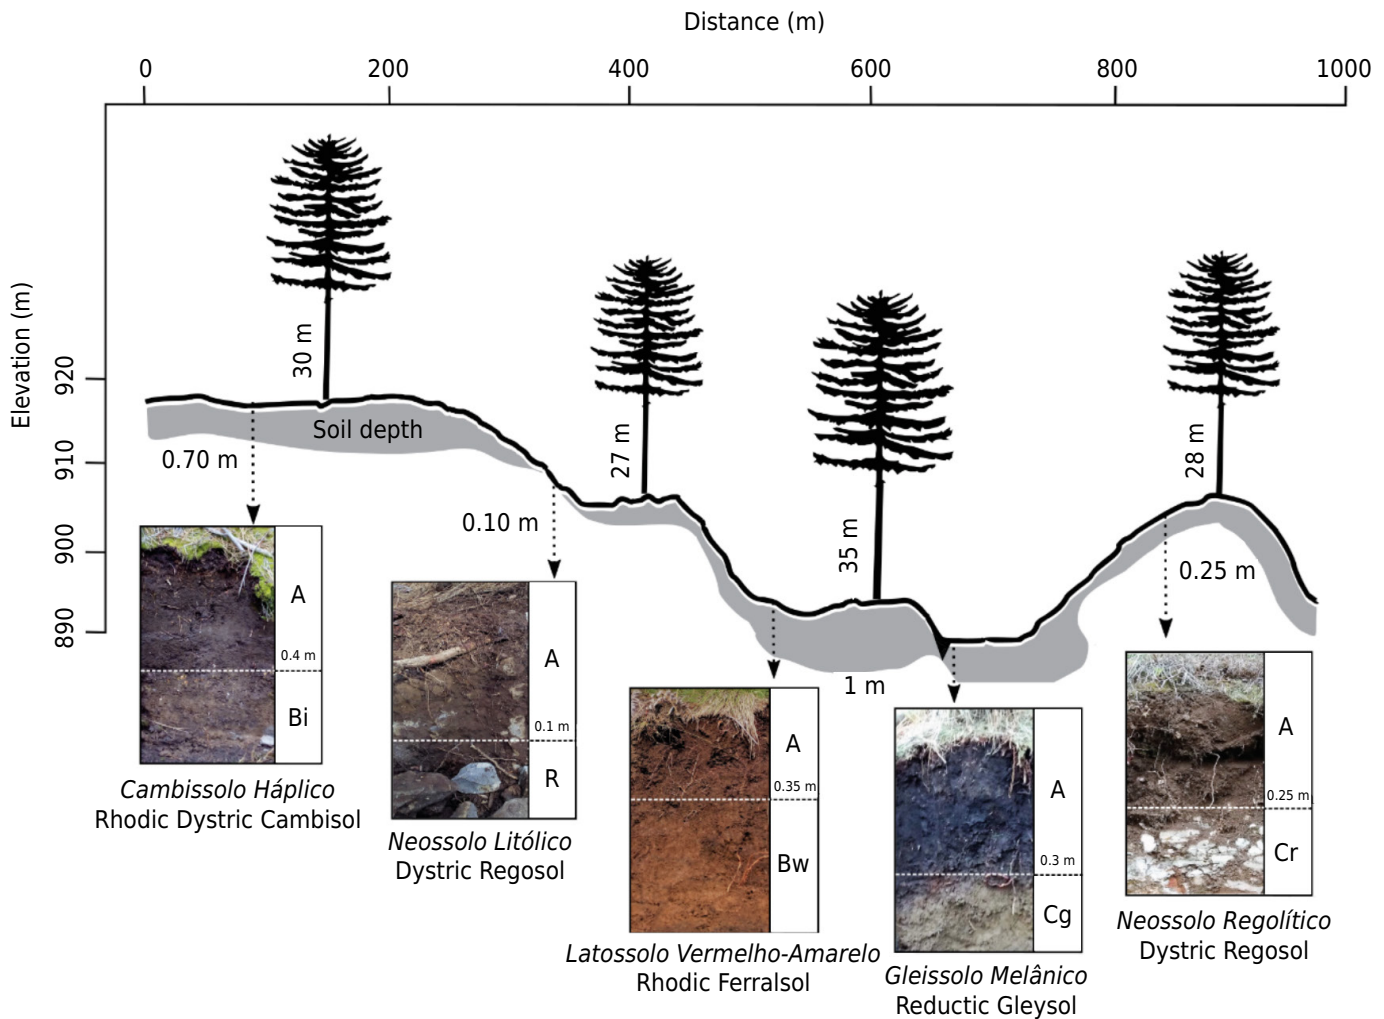 Distance (m)
0 200 400 600 800 1000
Elevation (m)
920
910
900
890
30 m
27 m
35 m
28 m
Soil depth
0.70 m
0.10 m
1 m
0.25 m
A
0.4 m
Bi
Cambissolo Háplico
Rhodic Dystric Cambisol
A
0.1 m
R
Neossolo Litólico
Dystric Regosol
A
0.35 m
Bw
Latossolo Vermelho-Amarelo
Rhodic Ferralsol
A
0.3 m
Cg
Gleissolo Melânico
Reductic Gleysol
A
0.25 m
Cr
Neossolo Regolítico
Dystric Regosol